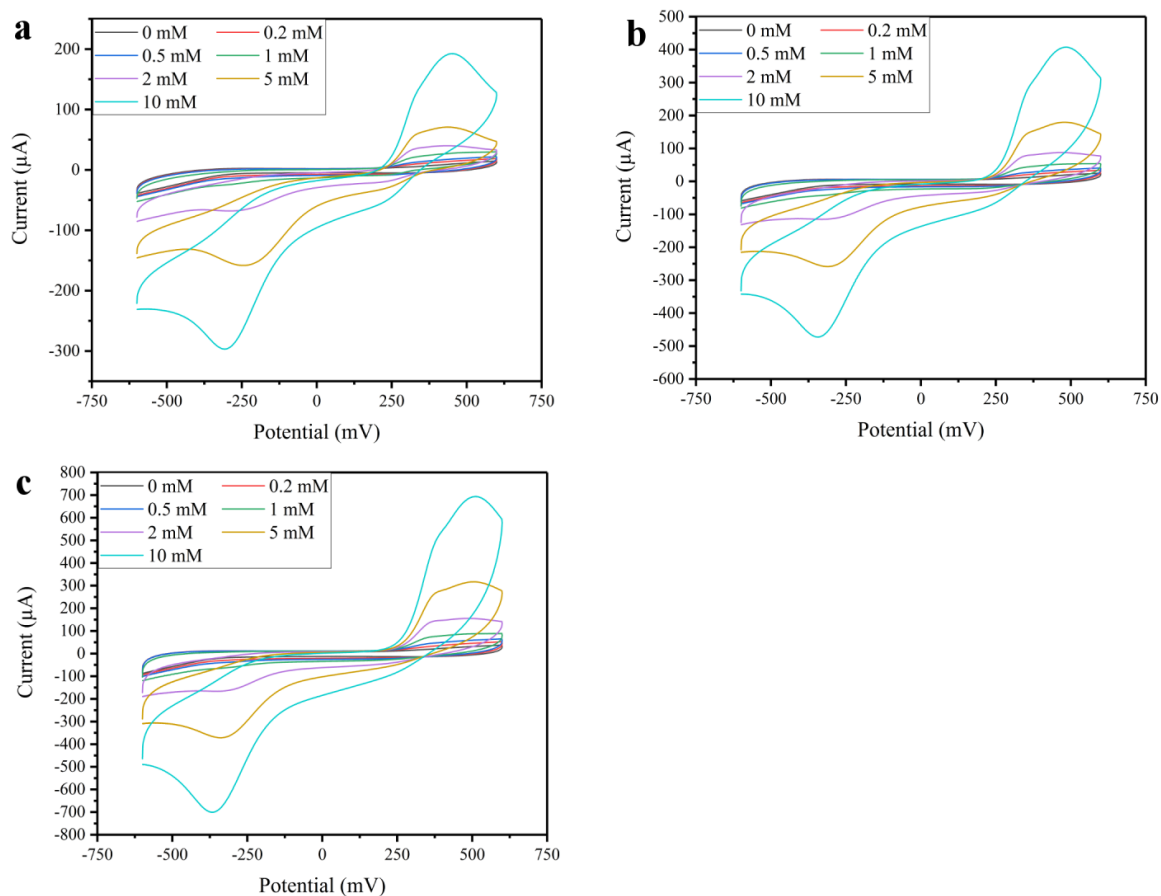 a
0 mM 0.2 mM
0.5 mM 1 mM
2 mM 5 mM
10 mM
200
100
0
-100
-200
-300
Current (µA)
-750 -500 -250 0 250 500 750
Potential (mV)
b
0 mM 0.2 mM
0.5 mM 1 mM
2 mM 5 mM
10 mM
500
400
300
200
100
0
-100
-200
-300
-400
-500
-600
Current (µA)
-750 -500 -250 0 250 500 750
Potential (mV)
c
0 mM 0.2 mM
0.5 mM 1 mM
2 mM 5 mM
10 mM
800
700
600
500
400
300
200
100
0
-100
-200
-300
-400
-500
-600
-700
-800
Current (µA)
-750 -500 -250 0 250 500 750
Potential (mV)